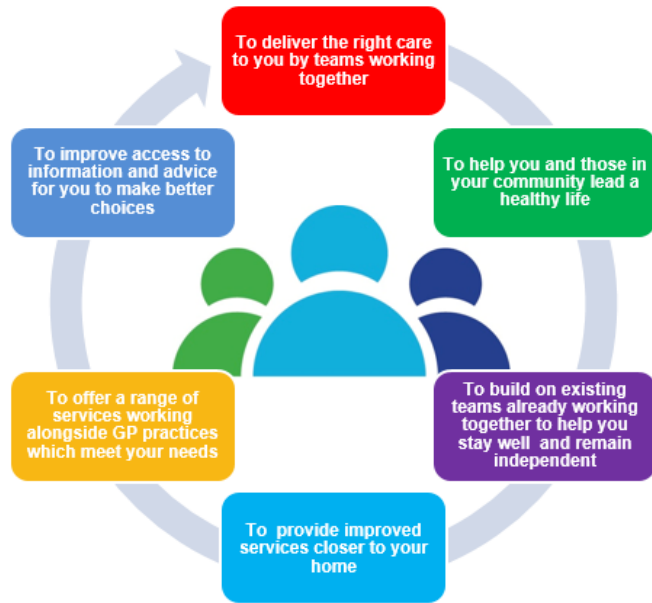 To deliver the right care
to you by teams working
together
To help you and those in
your community lead a
healthy life
To build on existing
teams already working
together to help you
stay well  and remain
independent
To  provide improved
services closer to your
home
To offer a range of
services working
alongside GP practices
which meet your needs
To improve access to
information and advice
for you to make better
choices